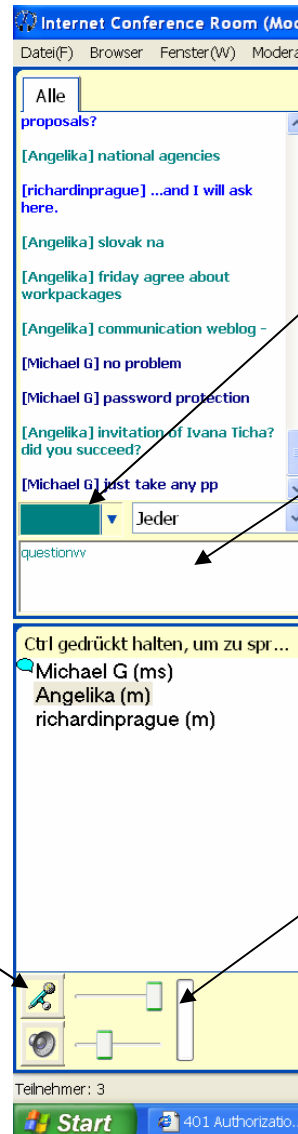 Internet Conference Room (Mod
Datei(F) Browser Fenster(W) Modera
Alle
proposals?
[Angelika] national agencies
[richardinprague] ...and I will ask
here.
[Angelika] slovak na
[Angelika] friday agree about
workpackages
[Angelika] communication weblog -
[Michael G] no problem
[Michael G] password protection
[Angelika] invitation of Ivana Ticha?
did you succeed?
[Michael G] just take any pp
Jeder
questionvv
Ctrl gedrückt halten, um zu spr...
Michael G (ms)
Angelika (m)
richardinprague (m)
Teilnehmer: 3
Start 401 Authorizatio...